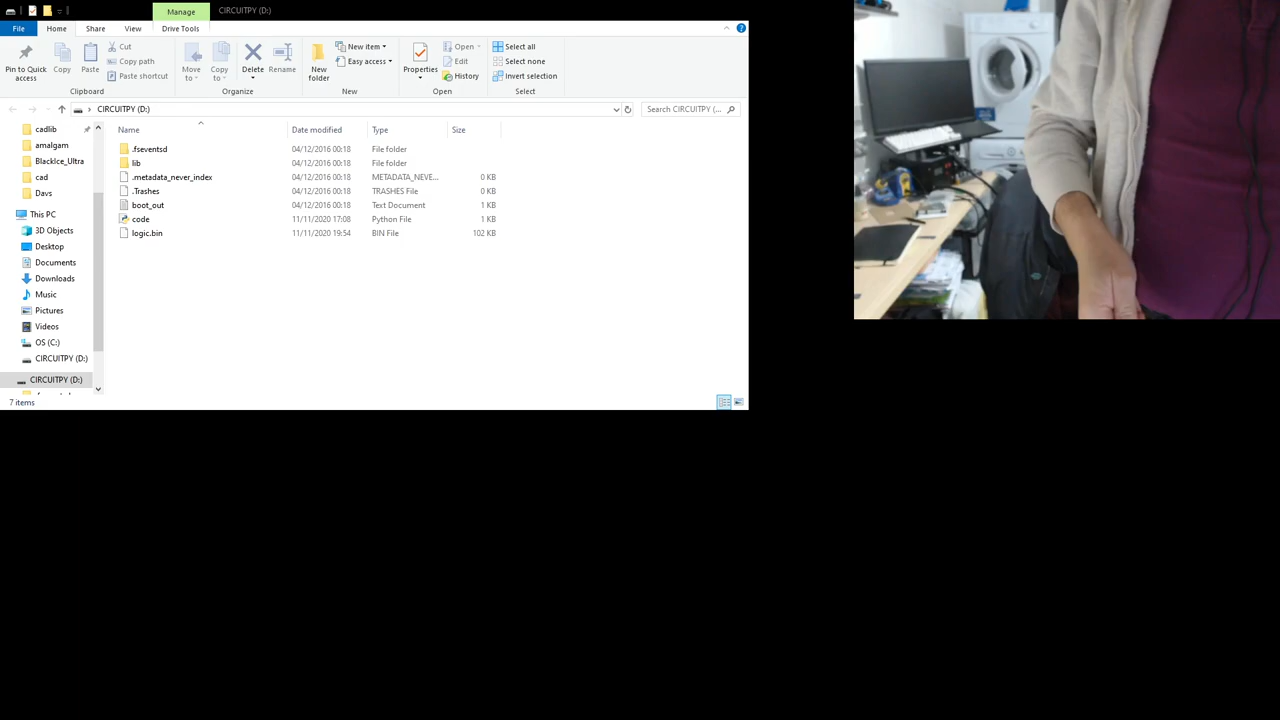 Manage
CIRCUITPY (D:)
File
Home
Share
View
Drive Tools
Pin to Quick access
Copy
Paste
Cut
Copy path
Paste shortcut
Clipboard
Move to
Copy to
Delete
Rename
Organize
New folder
New item
Easy access
New
Properties
Open
Edit
History
Open
Select all
Select none
Invert selection
Select
CIRCUITPY (D:)
Search CIRCUITPY (...
Name
Date modified
Type
Size
cadlib
amalgam
BlackIce_Ultra
cad
Davs
This PC
3D Objects
Desktop
Documents
Downloads
Music
Pictures
Videos
OS (C:)
CIRCUITPY (D:)
CIRCUITPY (D:)
.fseventsd 04/12/2016 00:18 File folder
lib 04/12/2016 00:18 File folder
.metadata_never_index 04/12/2016 00:18 METADATA_NEVE... 0 KB
.Trashes 04/12/2016 00:18 TRASHES File 0 KB
boot_out 04/12/2016 00:18 Text Document 1 KB
code 11/11/2020 17:08 Python File 1 KB
logic.bin 11/11/2020 19:54 BIN File 102 KB
7 items